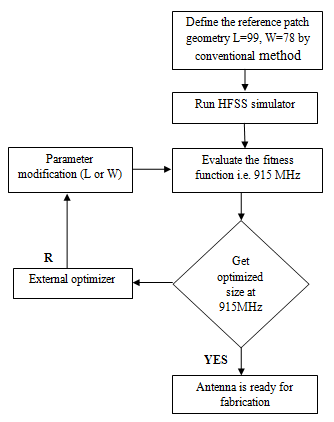 Define the reference patch
geometry L=99, W=78 by
conventional method
Run HFSS simulator
Parameter
modification (L or W)
Evaluate the fitness
function i.e. 915 MHz
Get
optimized
size at
915MHz
R
External optimizer
YES
Antenna is ready for
fabrication